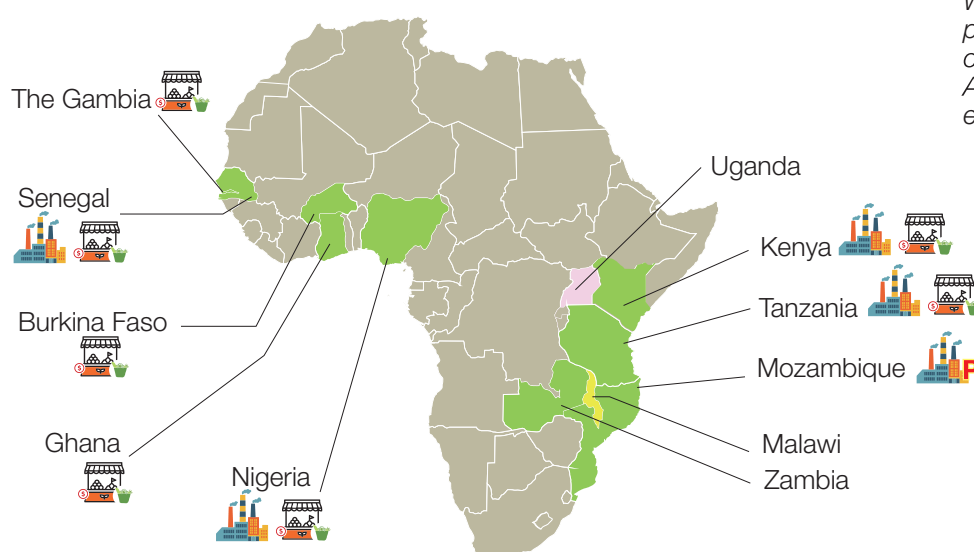 The Gambia
Senegal
Burkina Faso
Ghana
Nigeria
Uganda
Kenya
Tanzania
Mozambique
P
Malawi
Zambia